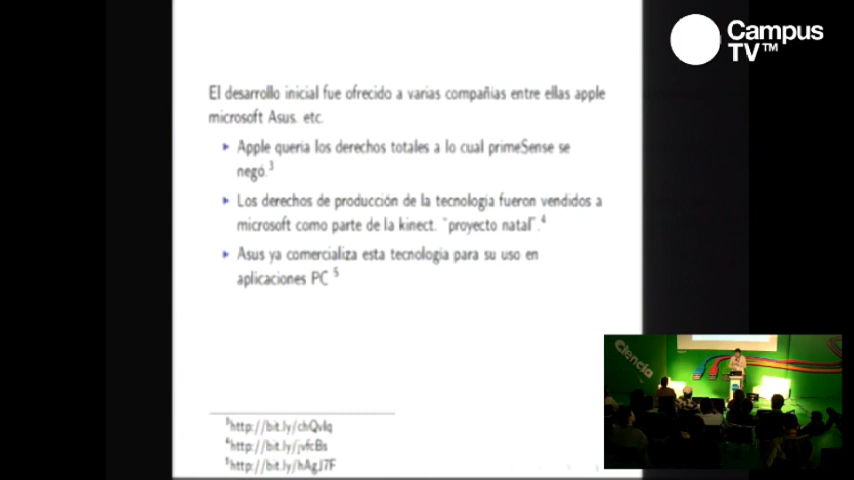 Campus
TV™
El desarrollo inicial fue ofrecido a varias compañías entre ellas apple
microsoft Asus. etc.
Apple quería los derechos totales a lo cual primeSense se
negó.³
Los derechos de producción de la tecnología fueron vendidos a
microsoft como parte de la kinect. "proyecto natal".⁴
Asus ya comercializa esta tecnología para su uso en
aplicaciones PC ⁵
³http://bit.ly/chQvlq
⁴http://bit.ly/jvfcBs
⁵http://bit.ly/hAgJ7F
Ciencia